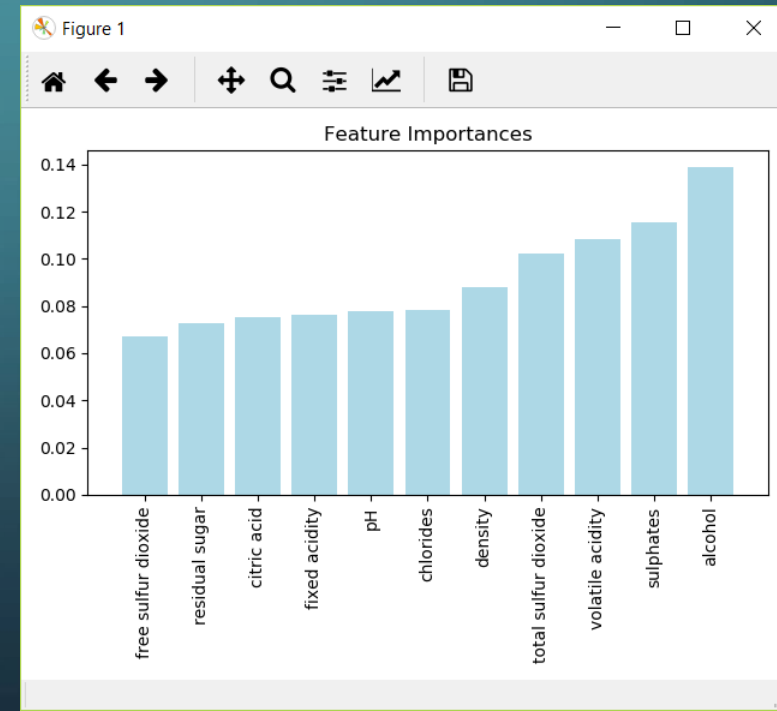 Figure 1
Feature Importances
0.14
0.12
0.10
0.08
0.06
0.04
0.02
0.00
free sulfur dioxide
residual sugar
citric acid
fixed acidity
pH
chlorides
density
total sulfur dioxide
volatile acidity
sulphates
alcohol